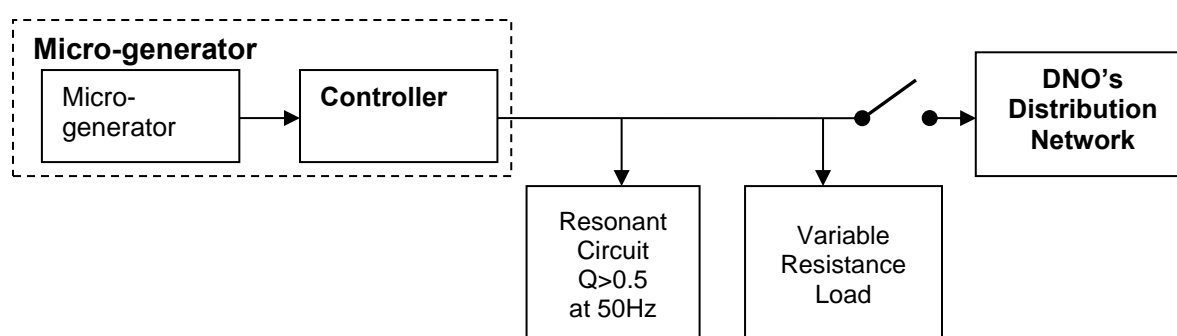 Micro-generator
Micro-
generator
Controller
DNO’s
Distribution
Network
Resonant
Circuit
Q>0.5
at 50Hz
Variable
Resistance
Load